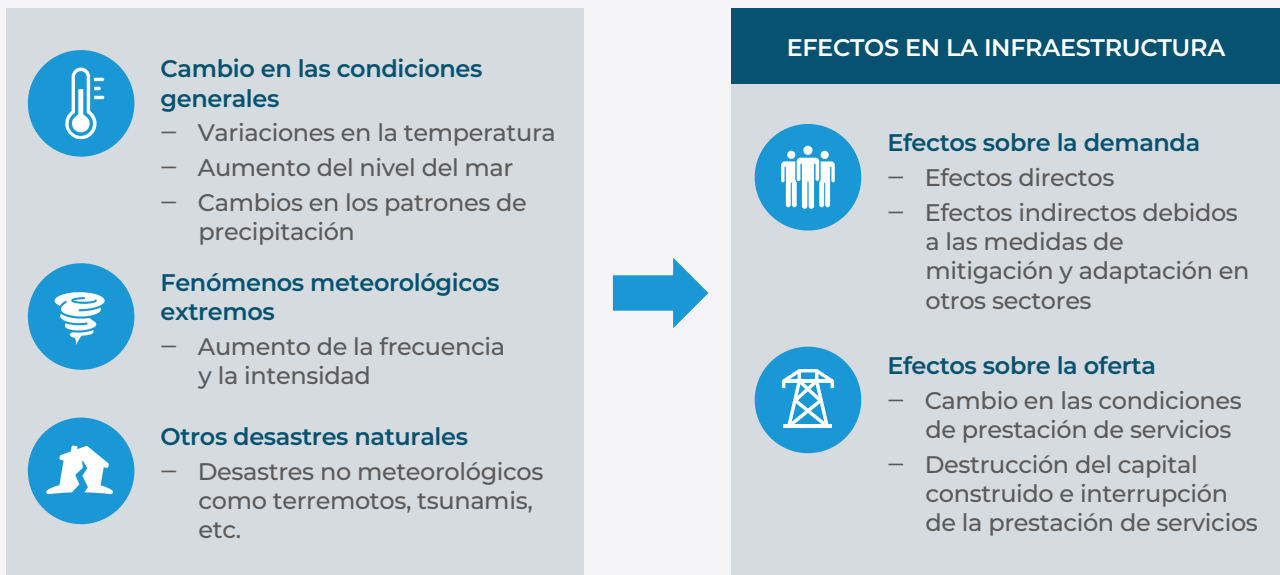 Cambio en las condiciones
generales
— Variaciones en la temperatura
— Aumento del nivel del mar
— Cambios en los patrones de
precipitación
Fenómenos meteorológicos
extremos
— Aumento de la frecuencia
y la intensidad
Otros desastres naturales
— Desastres no meteorológicos
como terremotos, tsunamis,
etc.
EFECTOS EN LA INFRAESTRUCTURA
Efectos sobre la demanda
— Efectos directos
— Efectos indirectos debidos
a las medidas de
mitigación y adaptación en
otros sectores
Efectos sobre la oferta
— Cambio en las condiciones
de prestación de servicios
— Destrucción del capital
construido e interrupción
de la prestación de servicios